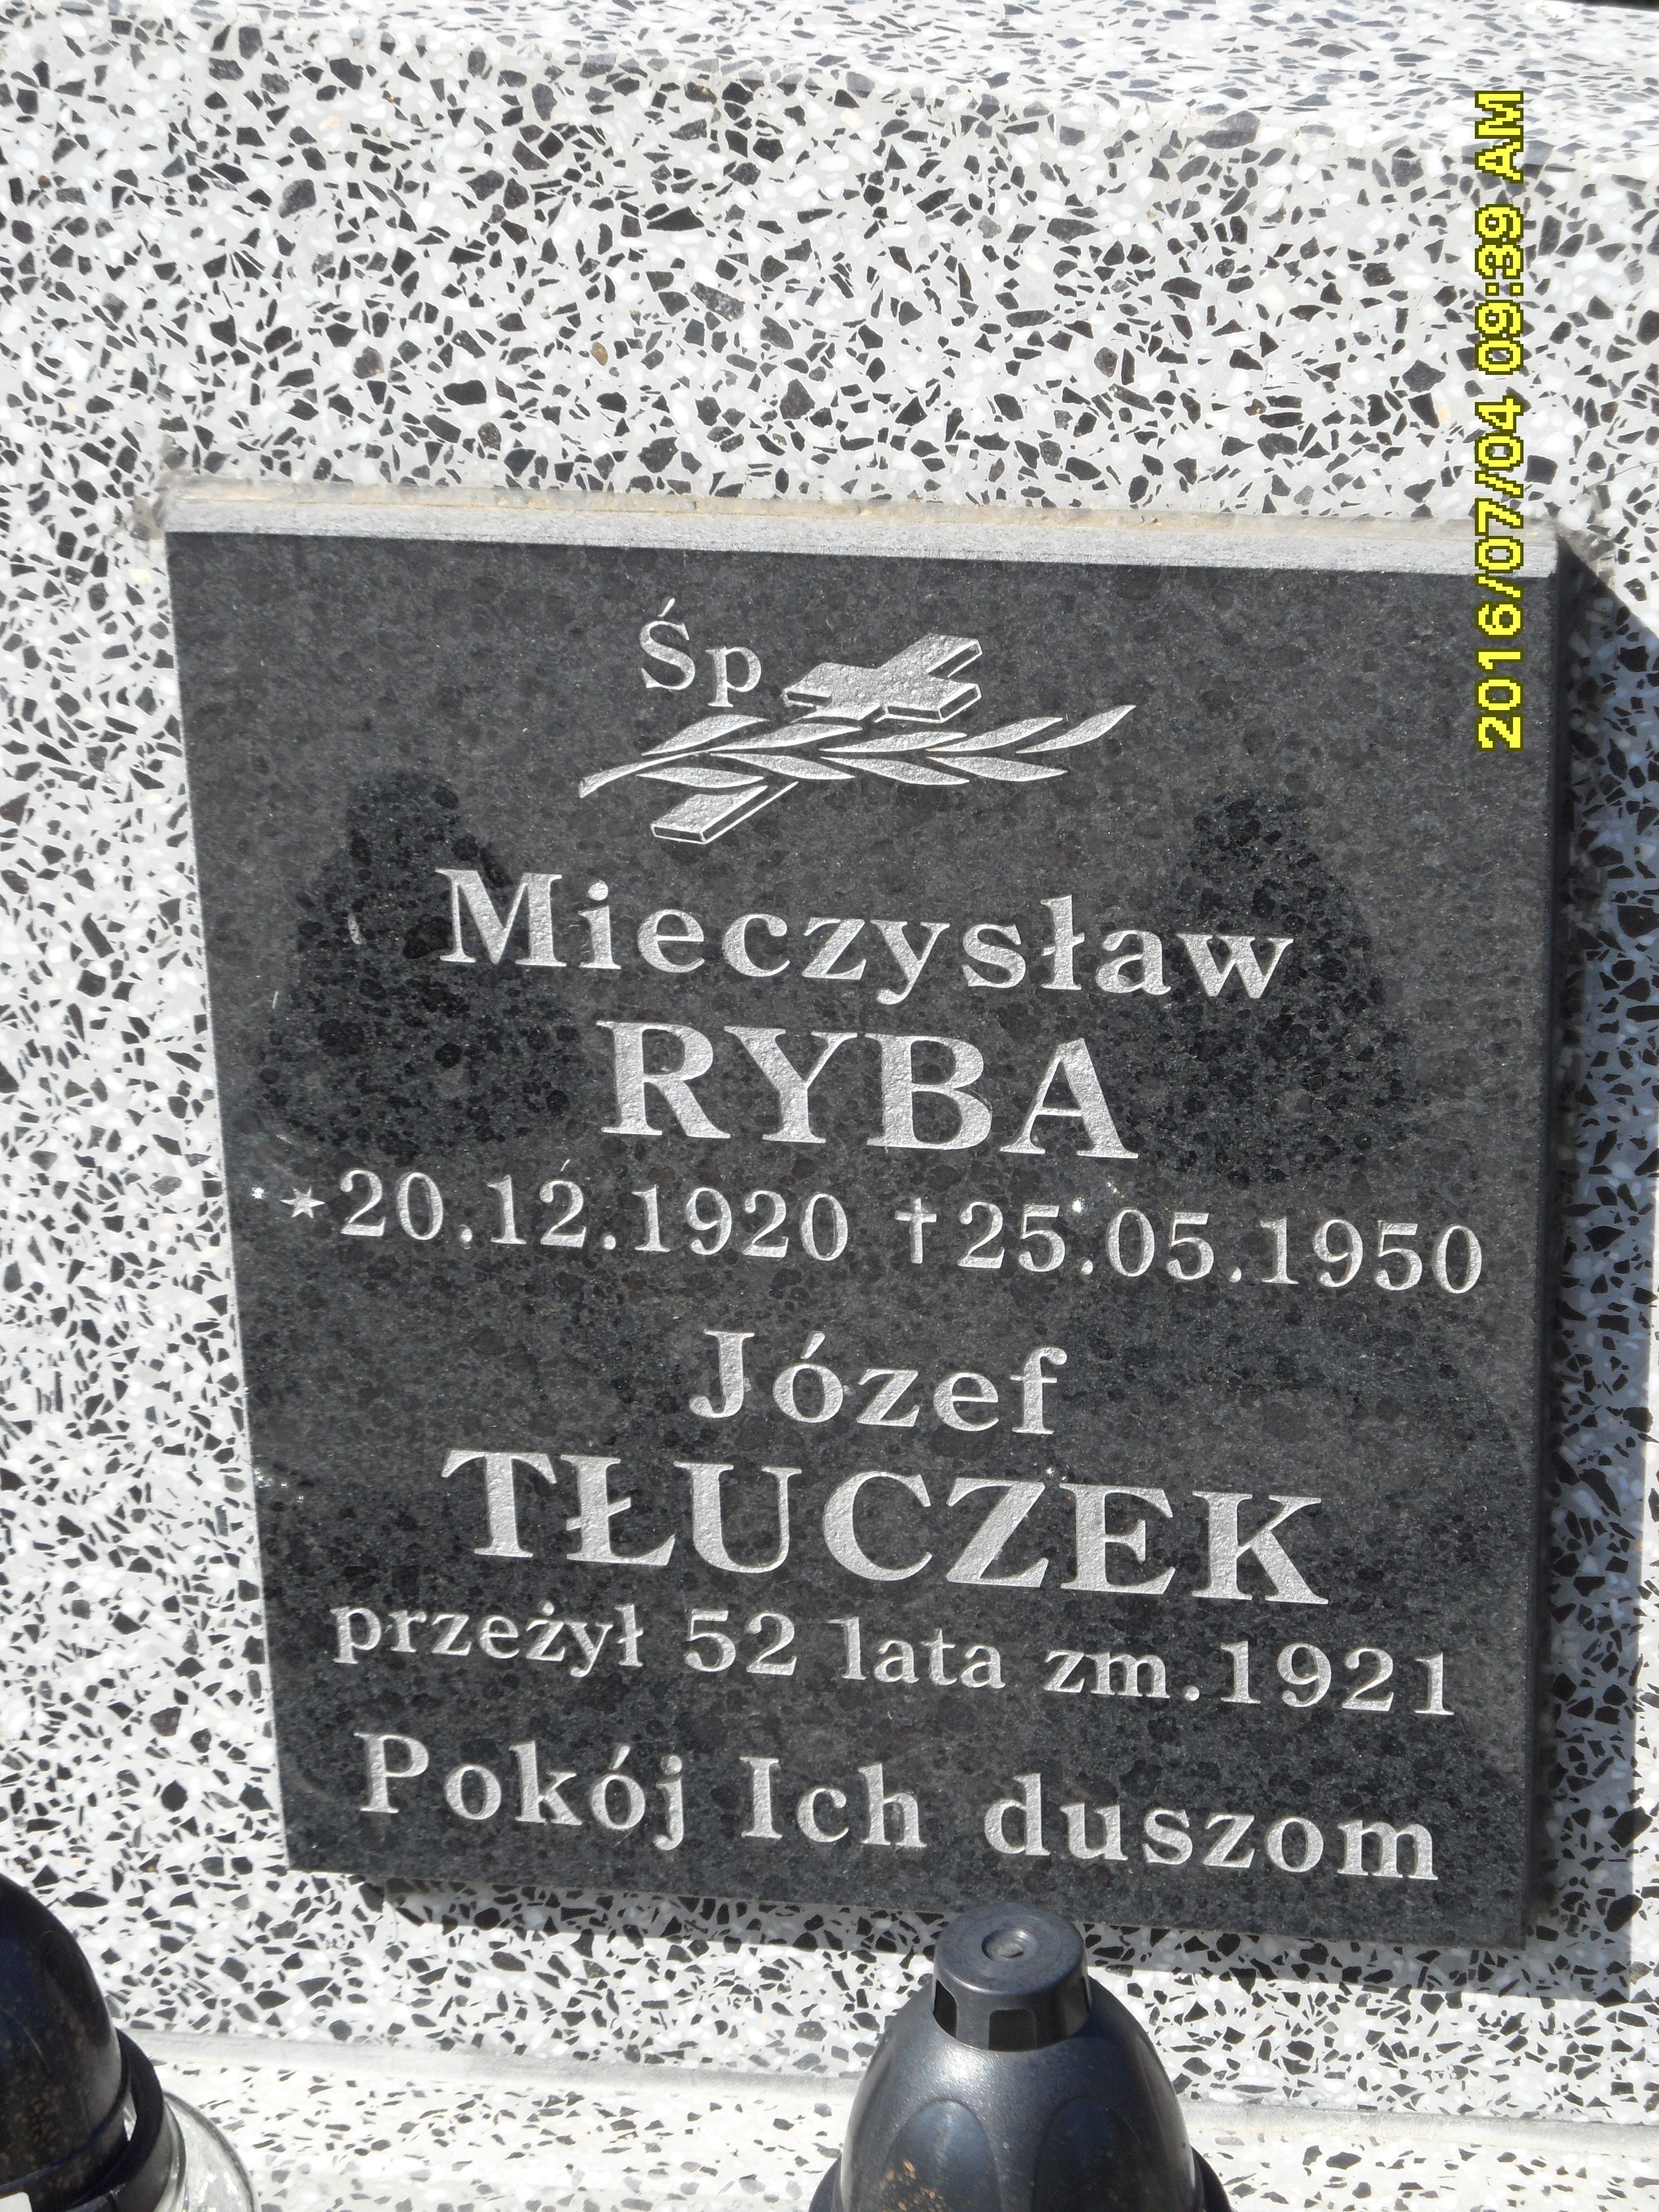 Śp
Mieczysław
RYBA
★20.12.1920 †25.05.1950
Józef
TŁUCZEK
przeżył 52 lata zm.1921
Pokój Ich duszom
2016/07/04 09:39 AM